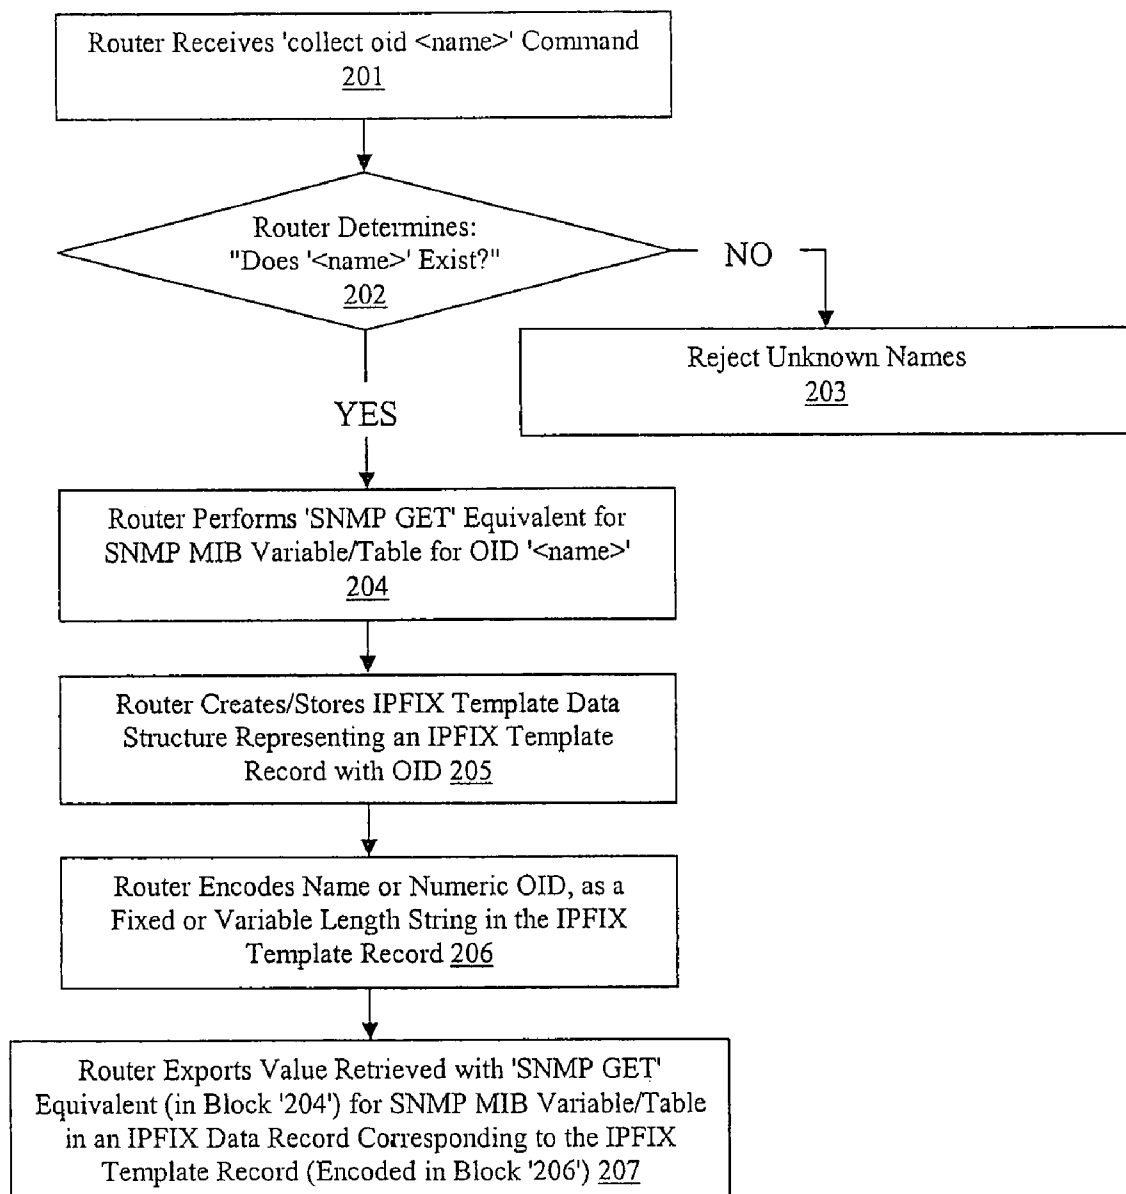 Router Receives 'collect oid <name>' Command
201
Router Determines:
"Does '<name>' Exist?"
202
NO
Reject Unknown Names
203
YES
Router Performs 'SNMP GET' Equivalent for
SNMP MIB Variable/Table for OID '<name>'
204
Router Creates/Stores IPFIX Template Data
Structure Representing an IPFIX Template
Record with OID 205
Router Encodes Name or Numeric OID, as a
Fixed or Variable Length String in the IPFIX
Template Record 206
Router Exports Value Retrieved with 'SNMP GET'
Equivalent (in Block '204') for SNMP MIB Variable/Table
in an IPFIX Data Record Corresponding to the IPFIX
Template Record (Encoded in Block '206') 207